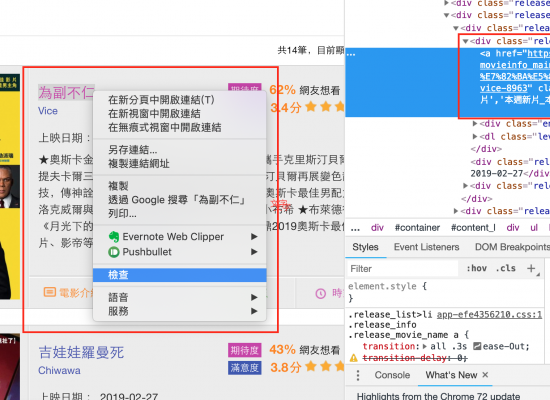 共14筆，目前顯
為副不仁
Vice
期待度 62% 網友想看
3.4分
上映日期：
★奧斯卡金
提夫卡爾三
技，傳神詮
洛克威爾與
《月光下的
片、影帝等
攜手克里斯汀貝爾
汀貝爾再展變色
奧斯卡最佳男配
小布希 ★布萊德
2019奧斯卡最
在新分頁中開啟連結(T)
在新視窗中開啟連結
在無痕式視窗中開啟連結
另存連結...
複製連結網址
複製
透過 Google 搜尋「為副不仁」
列印...
Evernote Web Clipper
Pushbullet
檢查
語音
服務
電影介
時
吉娃娃羅曼死
Chiwawa
期待度 43% 網友想看
滿意度 3.8分
上映日期： 2019-02-27
<div class="release
<div class="release
<div class="rele
<div class="rel
<a href="https
movieinfo_mai
%E7%82%BA%E5%8
vice-8963" cla
片','本週新片_本
</div>
<div class="en
<dl class="lev
</div>
<div class="rel
2019-02-27</div>
<div class="rel
</div>
<div class="relea
... div #container #content_l div ul
Styles Event Listeners DOM Breakpoints
Filter :hov .cls +
element.style {
}
.release_list>li app-efe4356210.css:1
.release_info
.release_movie_name a {
transition: all .3s ease-Out;
transition-delay: 0;
Console What's New ×
Highlights from the Chrome 72 update